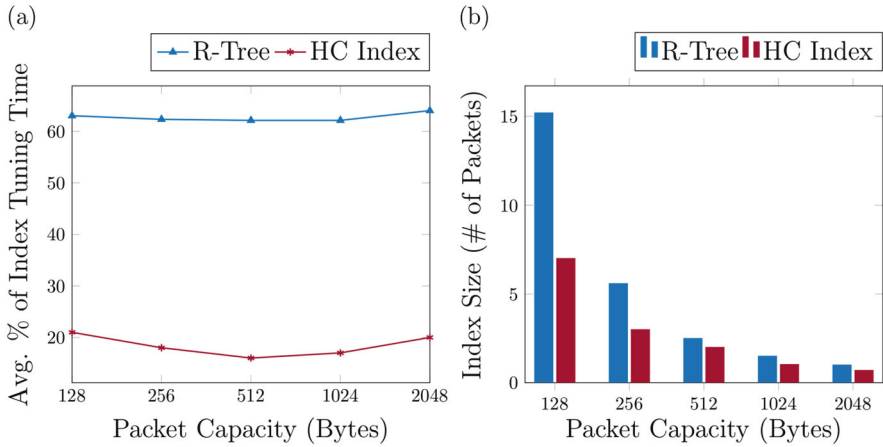 (a)
R-Tree HC Index
Avg. % of Index Tuning Time
60
50
40
30
20
128 256 512 1024 2048
Packet Capacity (Bytes)
(b)
R-Tree HC Index
Index Size (# of Packets)
15
10
5
0
128 256 512 1024 2048
Packet Capacity (Bytes)